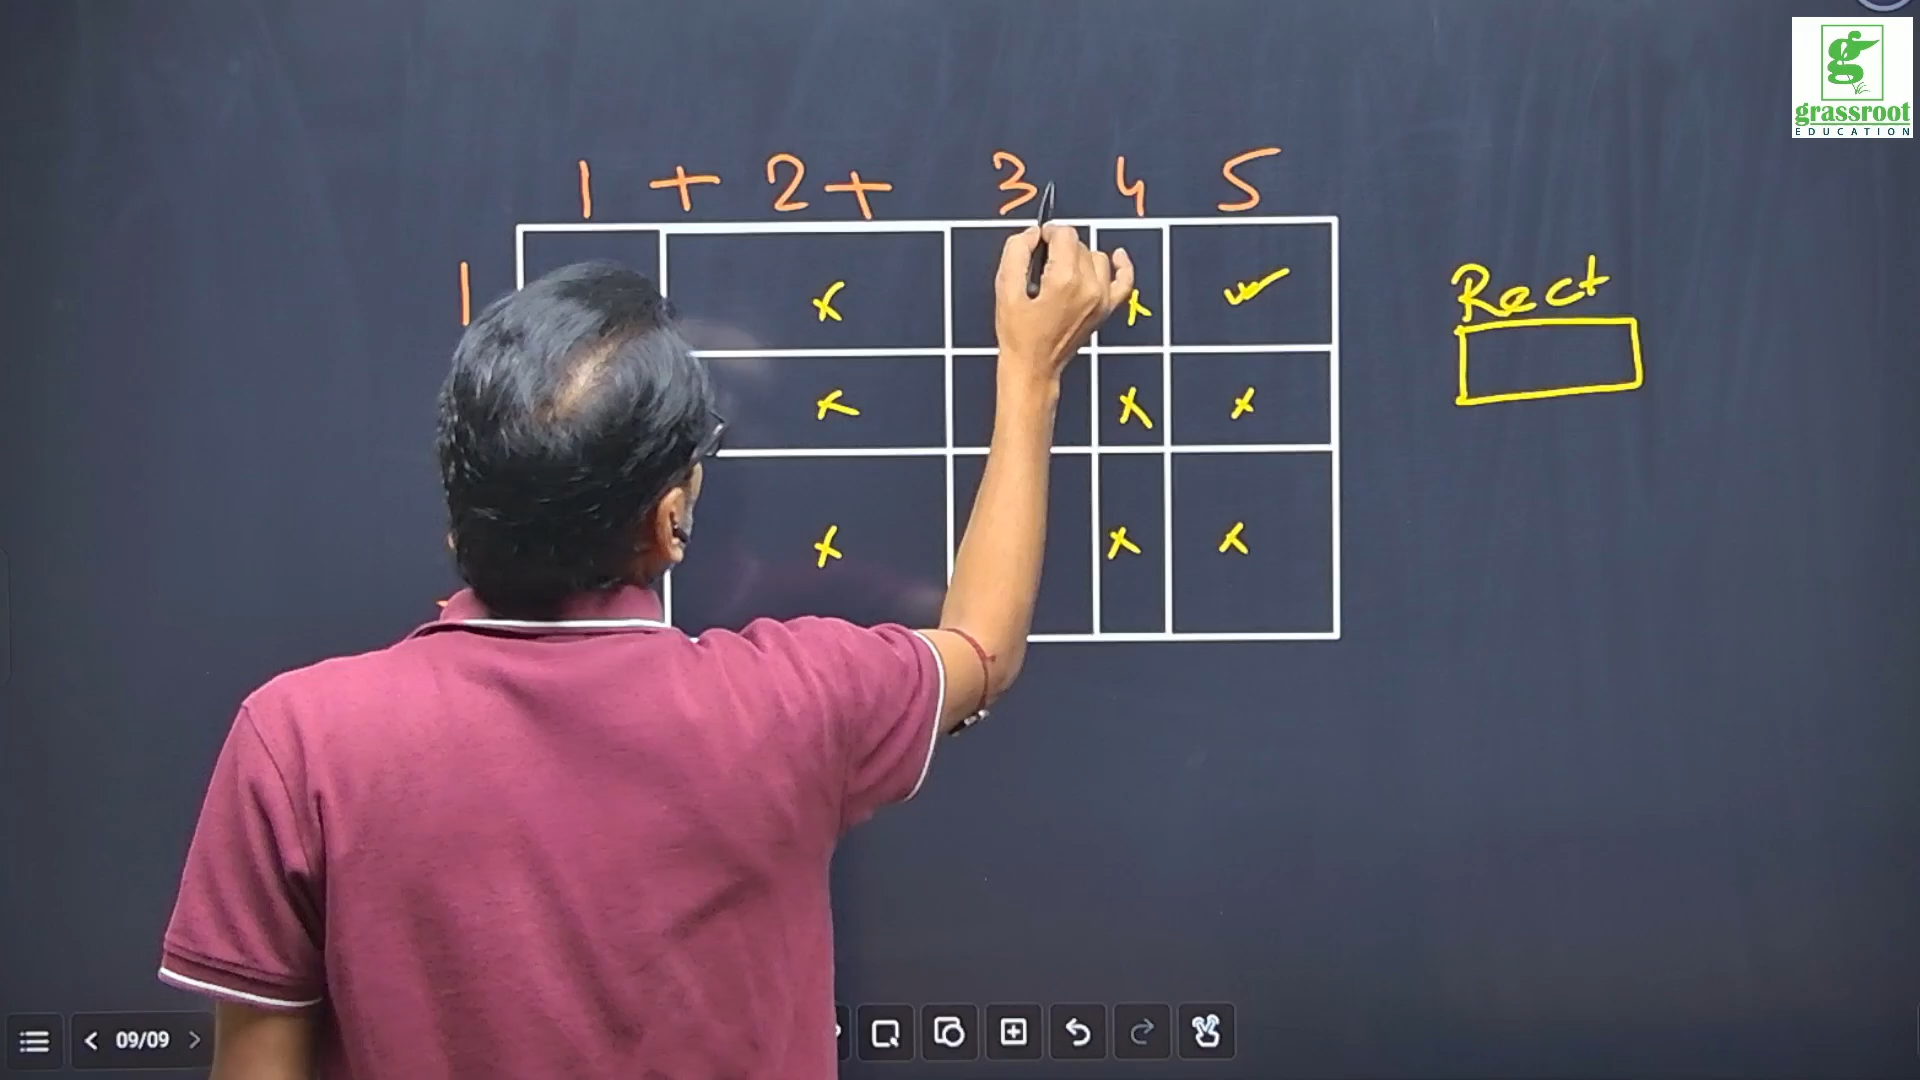 grassroot
EDUCATION
1 + 2 + 3 4 5
1
Rect
09/09